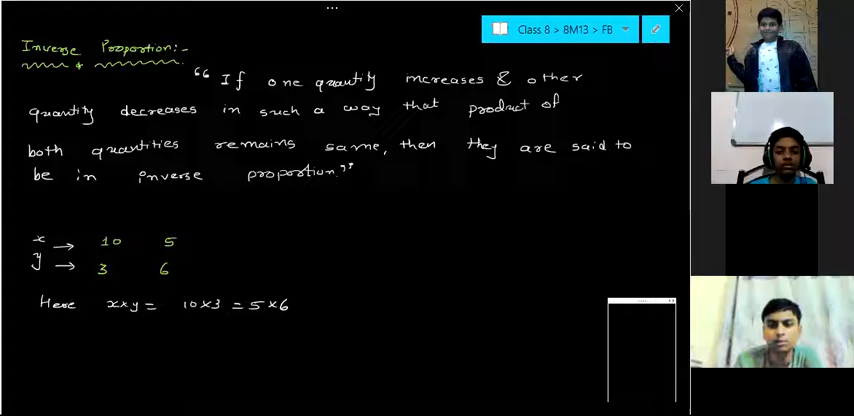 Class 8 > 8M13 > FB
Inverse Proportion:-
“ If one quantity increases & other
quantity decreases in such a way that product of
both quantities remains same, then they are said to
be in inverse proportion.”
x → 10 5
y → 3 6
Here x×y = 10×3 = 5×6